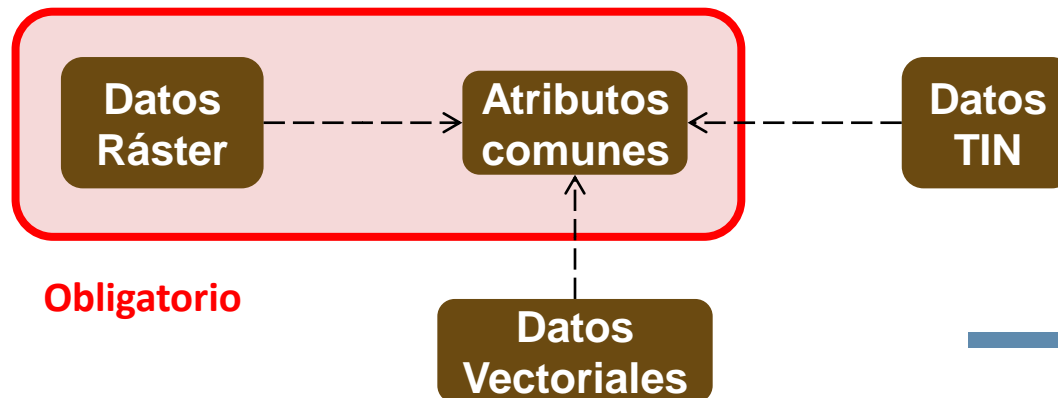 Datos
Ráster
Atributos
comunes
Datos
TIN
Obligatorio
Datos
Vectoriales